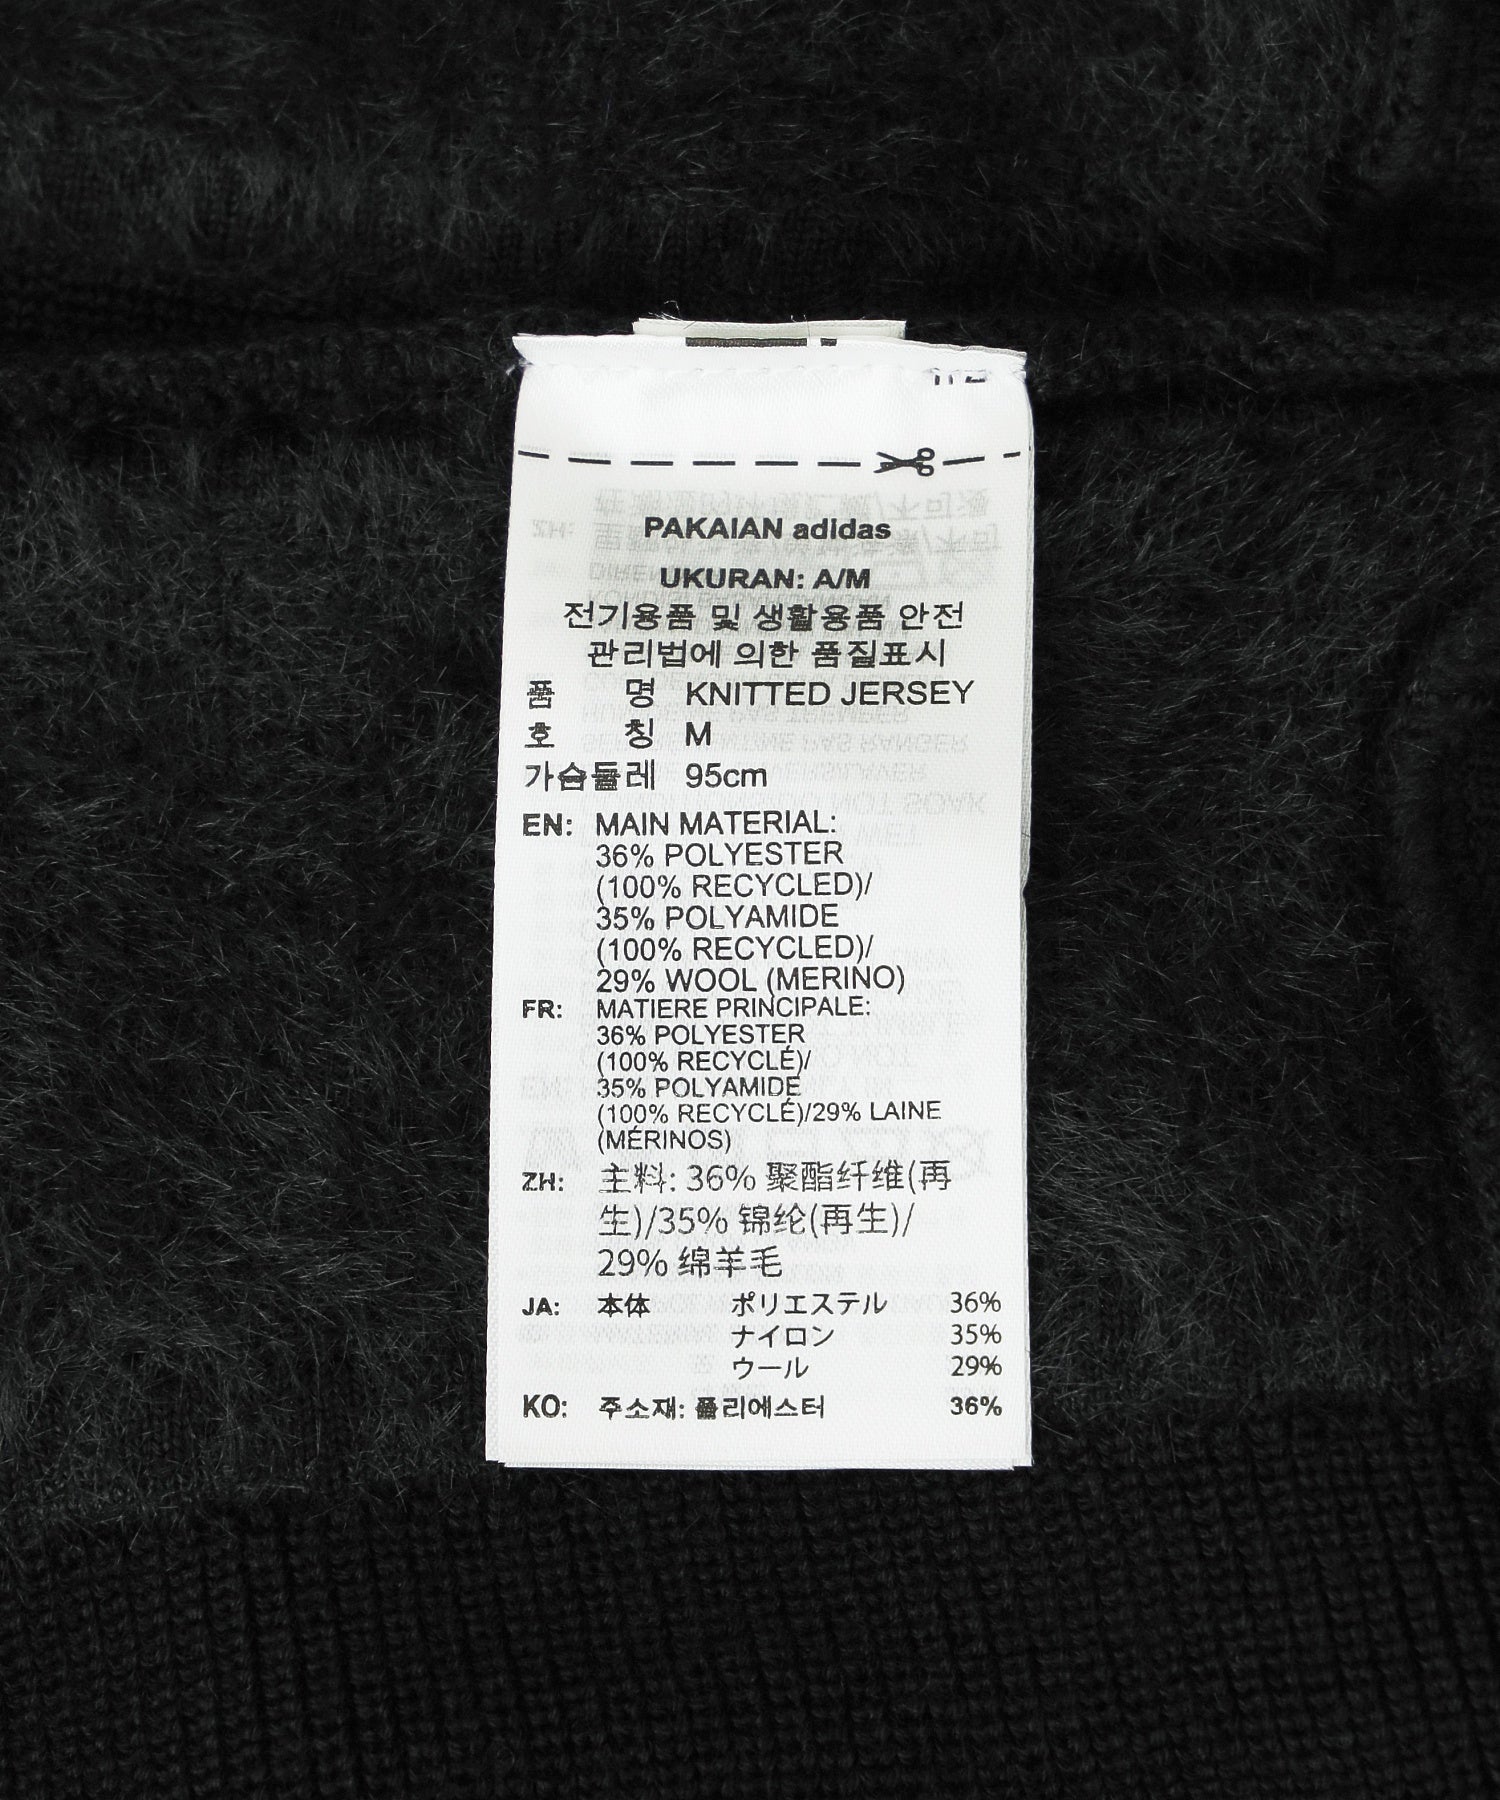 PAKAIAN adidas
UKURAN: A/M
전기용품 및 생활용품 안전
관리법에 의한 품질표시
품 명 KNITTED JERSEY
호 칭 M
가슴둘레 95cm
EN: MAIN MATERIAL:
36% POLYESTER
(100% RECYCLED)/
35% POLYAMIDE
(100% RECYCLED)/
29% WOOL (MERINO)
FR: MATIERE PRINCIPALE:
36% POLYESTER
(100% RECYCLÉ)/
35% POLYAMIDE
(100% RECYCLÉ)/29% LAINE
(MÉRINOS)
ZH: 主料: 36% 聚酯纤维(再
生)/35% 锦纶(再生)/
29% 绵羊毛
JA: 本体 ポリエステル 36%
ナイロン 35%
ウール 29%
KO: 주소재: 폴리에스터 36%